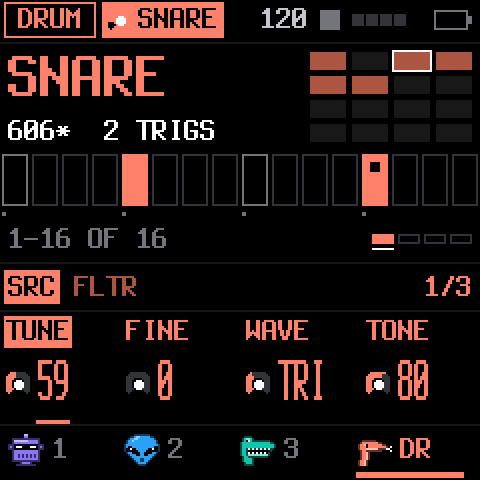 DRUM SNARE 120
SNARE
606* 2 TRIGS
1-16 OF 16
SRC FLTR 1/3
TUNE FINE WAVE TONE
59 0 TRI 80
1 2 3 DR